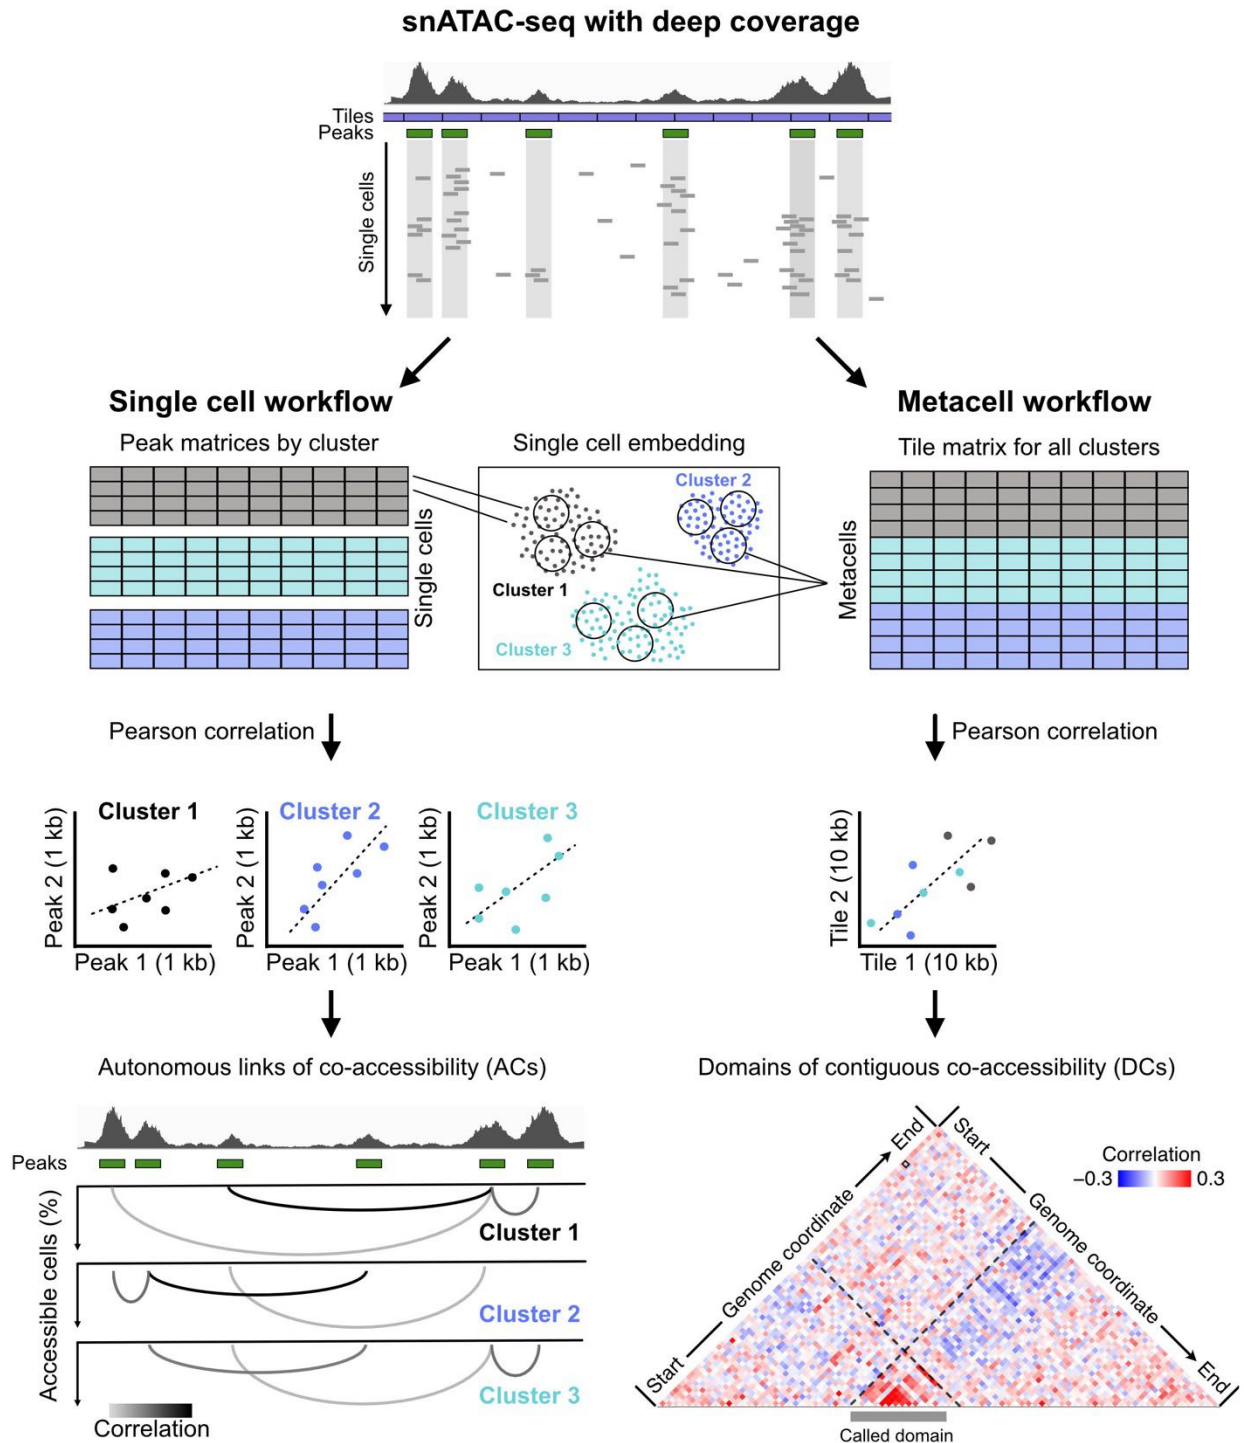 snATAC-seq with deep coverage
Tiles
Peaks
Single cells
Single cell workflow
Metacell workflow
Peak matrices by cluster
Single cell embedding
Tile matrix for all clusters
Single cells
Cluster 1
Cluster 2
Cluster 3
Metacells
Pearson correlation
Pearson correlation
Cluster 1
Peak 2 (1 kb)
Peak 1 (1 kb)
Cluster 2
Peak 2 (1 kb)
Peak 1 (1 kb)
Cluster 3
Peak 2 (1 kb)
Peak 1 (1 kb)
Tile 2 (10 kb)
Tile 1 (10 kb)
Autonomous links of co-accessibility (ACs)
Peaks
Accessible cells (%)
Cluster 1
Cluster 2
Cluster 3
Correlation
Domains of contiguous co-accessibility (DCs)
Start
Genome coordinate
End
Start
Genome coordinate
End
Correlation
−0.3
0.3
Called domain